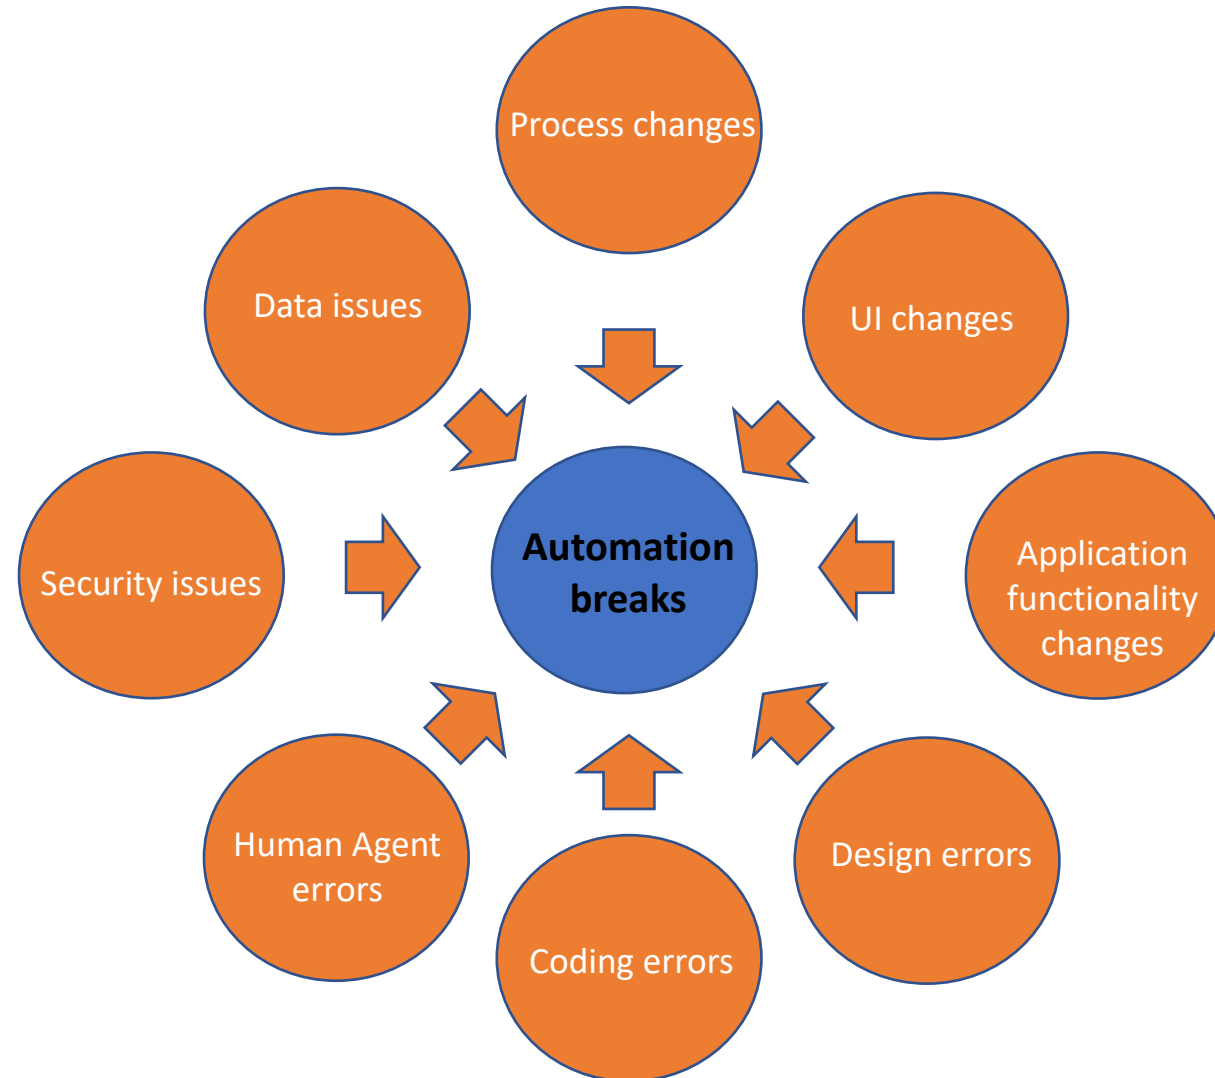 Process changes
Data issues
UI changes
Automation
breaks
Security issues
Application
functionality
changes
Human Agent
errors
Coding errors
Design errors